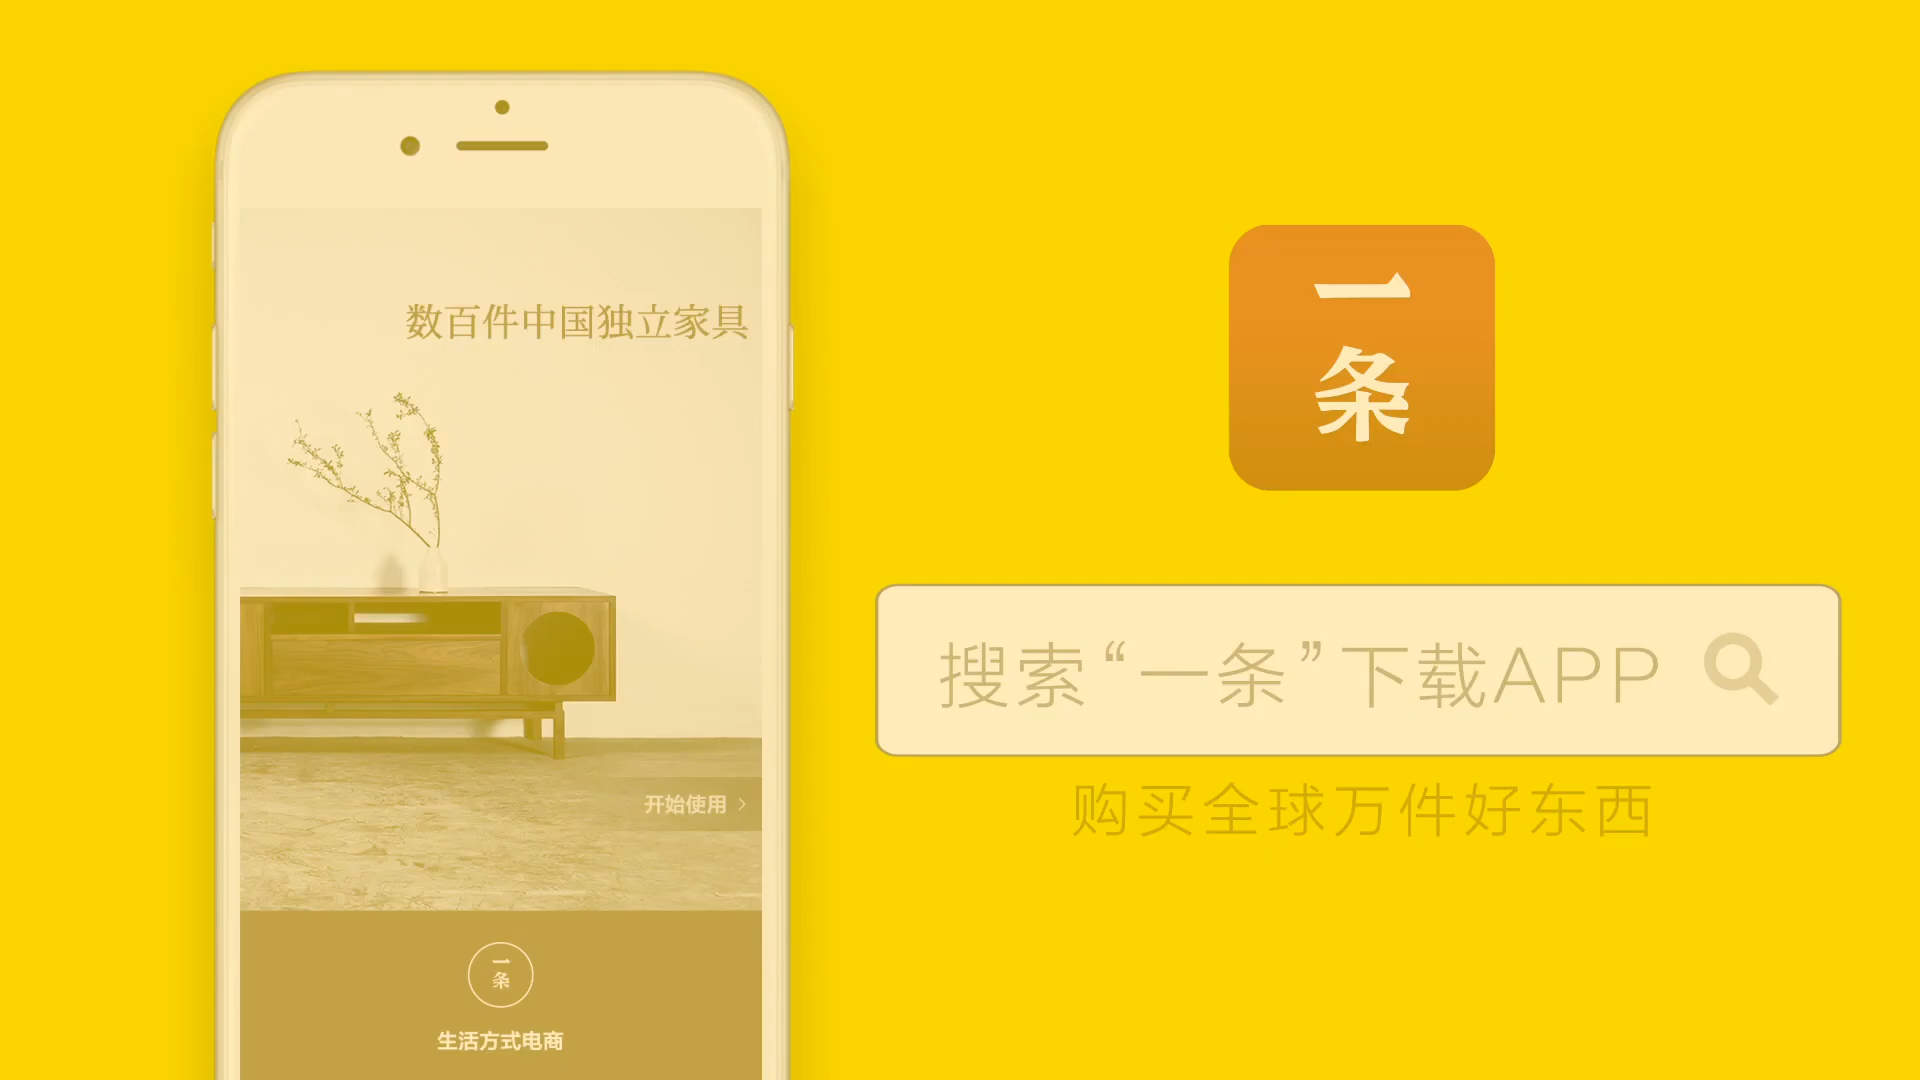 数百件中国独立家具
开始使用
一
条
生活方式电商
一
条
搜索“一条”下载APP
购买全球万件好东西